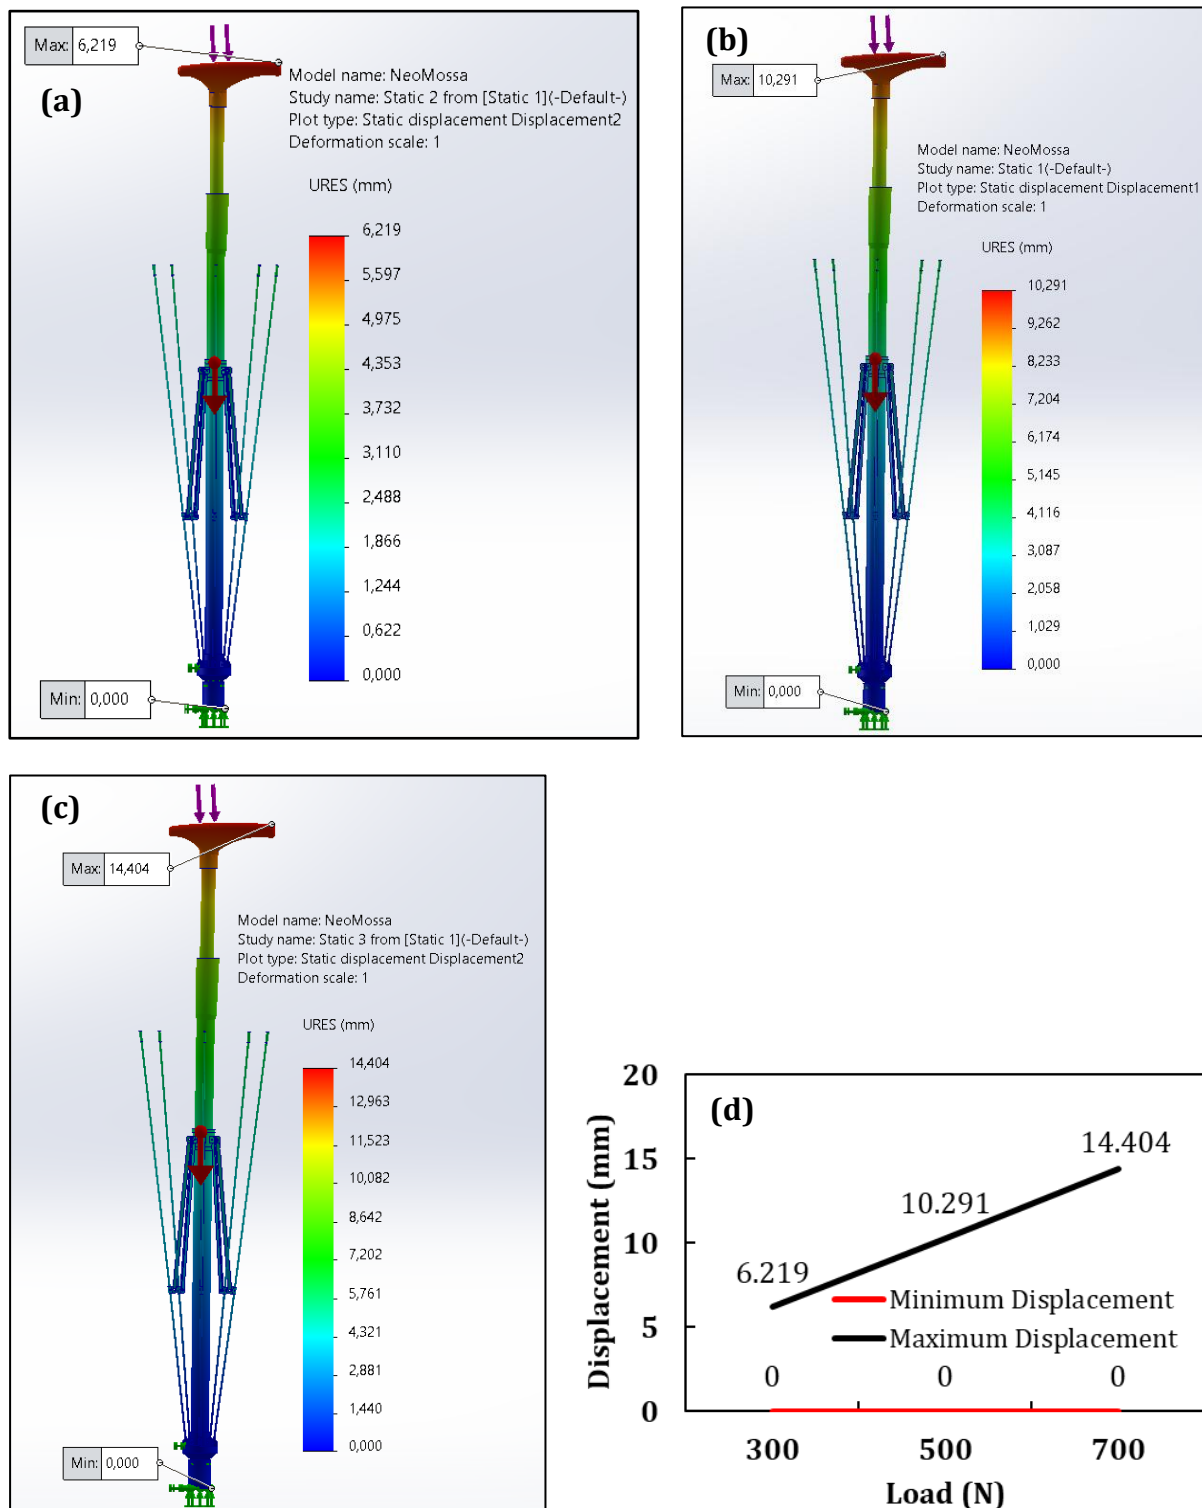 (a)
Max: 6,219
Model name: NeoMossa
Study name: Static 2 from [Static 1](-Default-)
Plot type: Static displacement Displacement2
Deformation scale: 1
URES (mm)
6,219
5,597
4,975
4,353
3,732
3,110
2,488
1,866
1,244
0,622
0,000
Min: 0,000
(b)
Max: 10,291
Model name: NeoMossa
Study name: Static 1(-Default-)
Plot type: Static displacement Displacement1
Deformation scale: 1
URES (mm)
10,291
9,262
8,233
7,204
6,174
5,145
4,116
3,087
2,058
1,029
0,000
Min: 0,000
(c)
Max: 14,404
Model name: NeoMossa
Study name: Static 3 from [Static 1](-Default-)
Plot type: Static displacement Displacement2
Deformation scale: 1
URES (mm)
14,404
12,963
11,523
10,082
8,642
7,202
5,761
4,321
2,881
1,440
0,000
Min: 0,000
(d)
Displacement (mm)
20
15
10
5
0
14.404
10.291
6.219
Minimum Displacement
Maximum Displacement
0 0 0
300 500 700
Load (N)